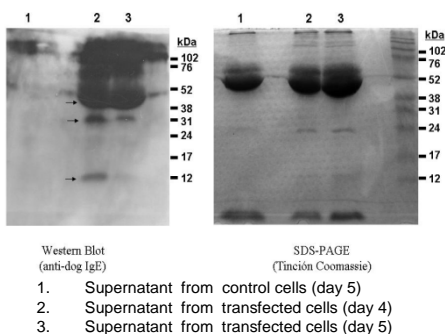 1 2 3
kDa
102
76
52
38
31
24
17
12
1 2 3
kDa
102
76
52
38
31
24
17
12
Western Blot
(anti-dog IgE)
SDS-PAGE
(Tinción Coomassie)
1. Supernatant from control cells (day 5)
2. Supernatant from transfected cells (day 4)
3. Supernatant from transfected cells (day 5)